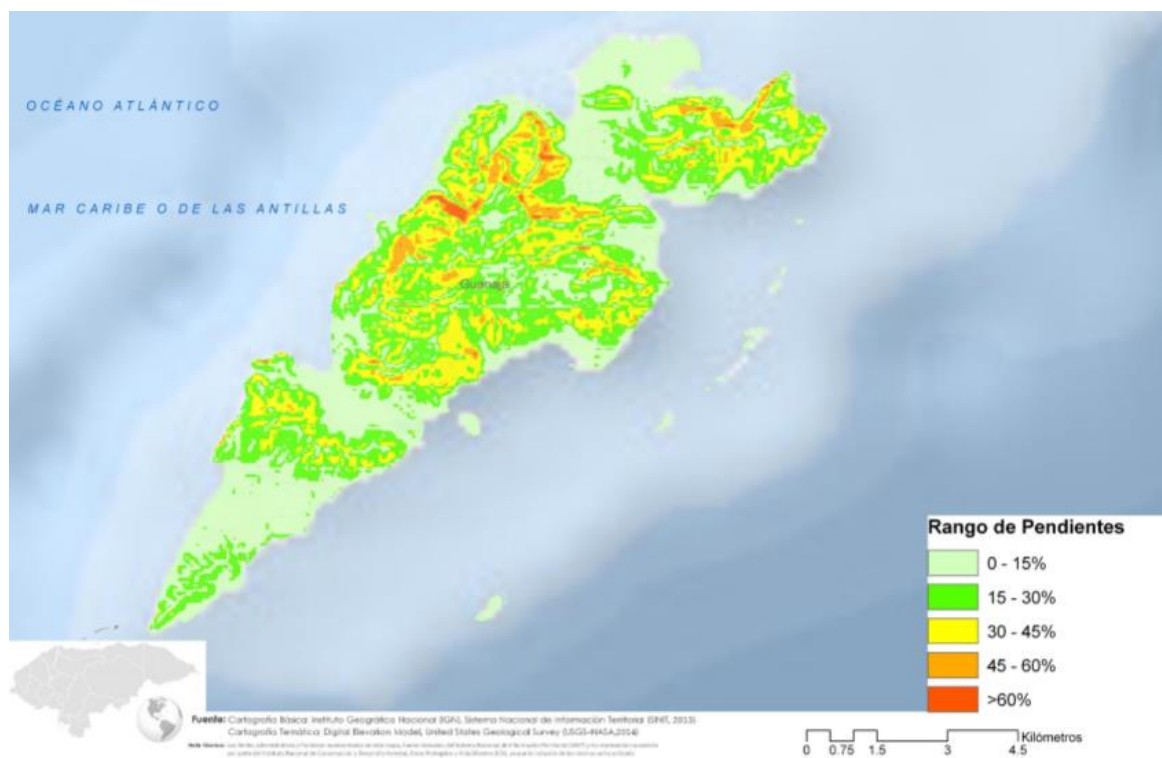 OCÉANO ATLÁNTICO
MAR CARIBE O DE LAS ANTILLAS
Guanaja
Rango de Pendientes
0 - 15%
15 - 30%
30 - 45%
45 - 60%
>60%
Fuente: Cartografía Básica: Instituto Geográfico Nacional (IGN), Sistema Nacional de Información Territorial (SINIT, 2013)
Cartografía Temática: Digital Elevation Model, United States Geological Survey (USGS-NASA,2014)
Kilómetros
0 0.75 1.5 3 4.5